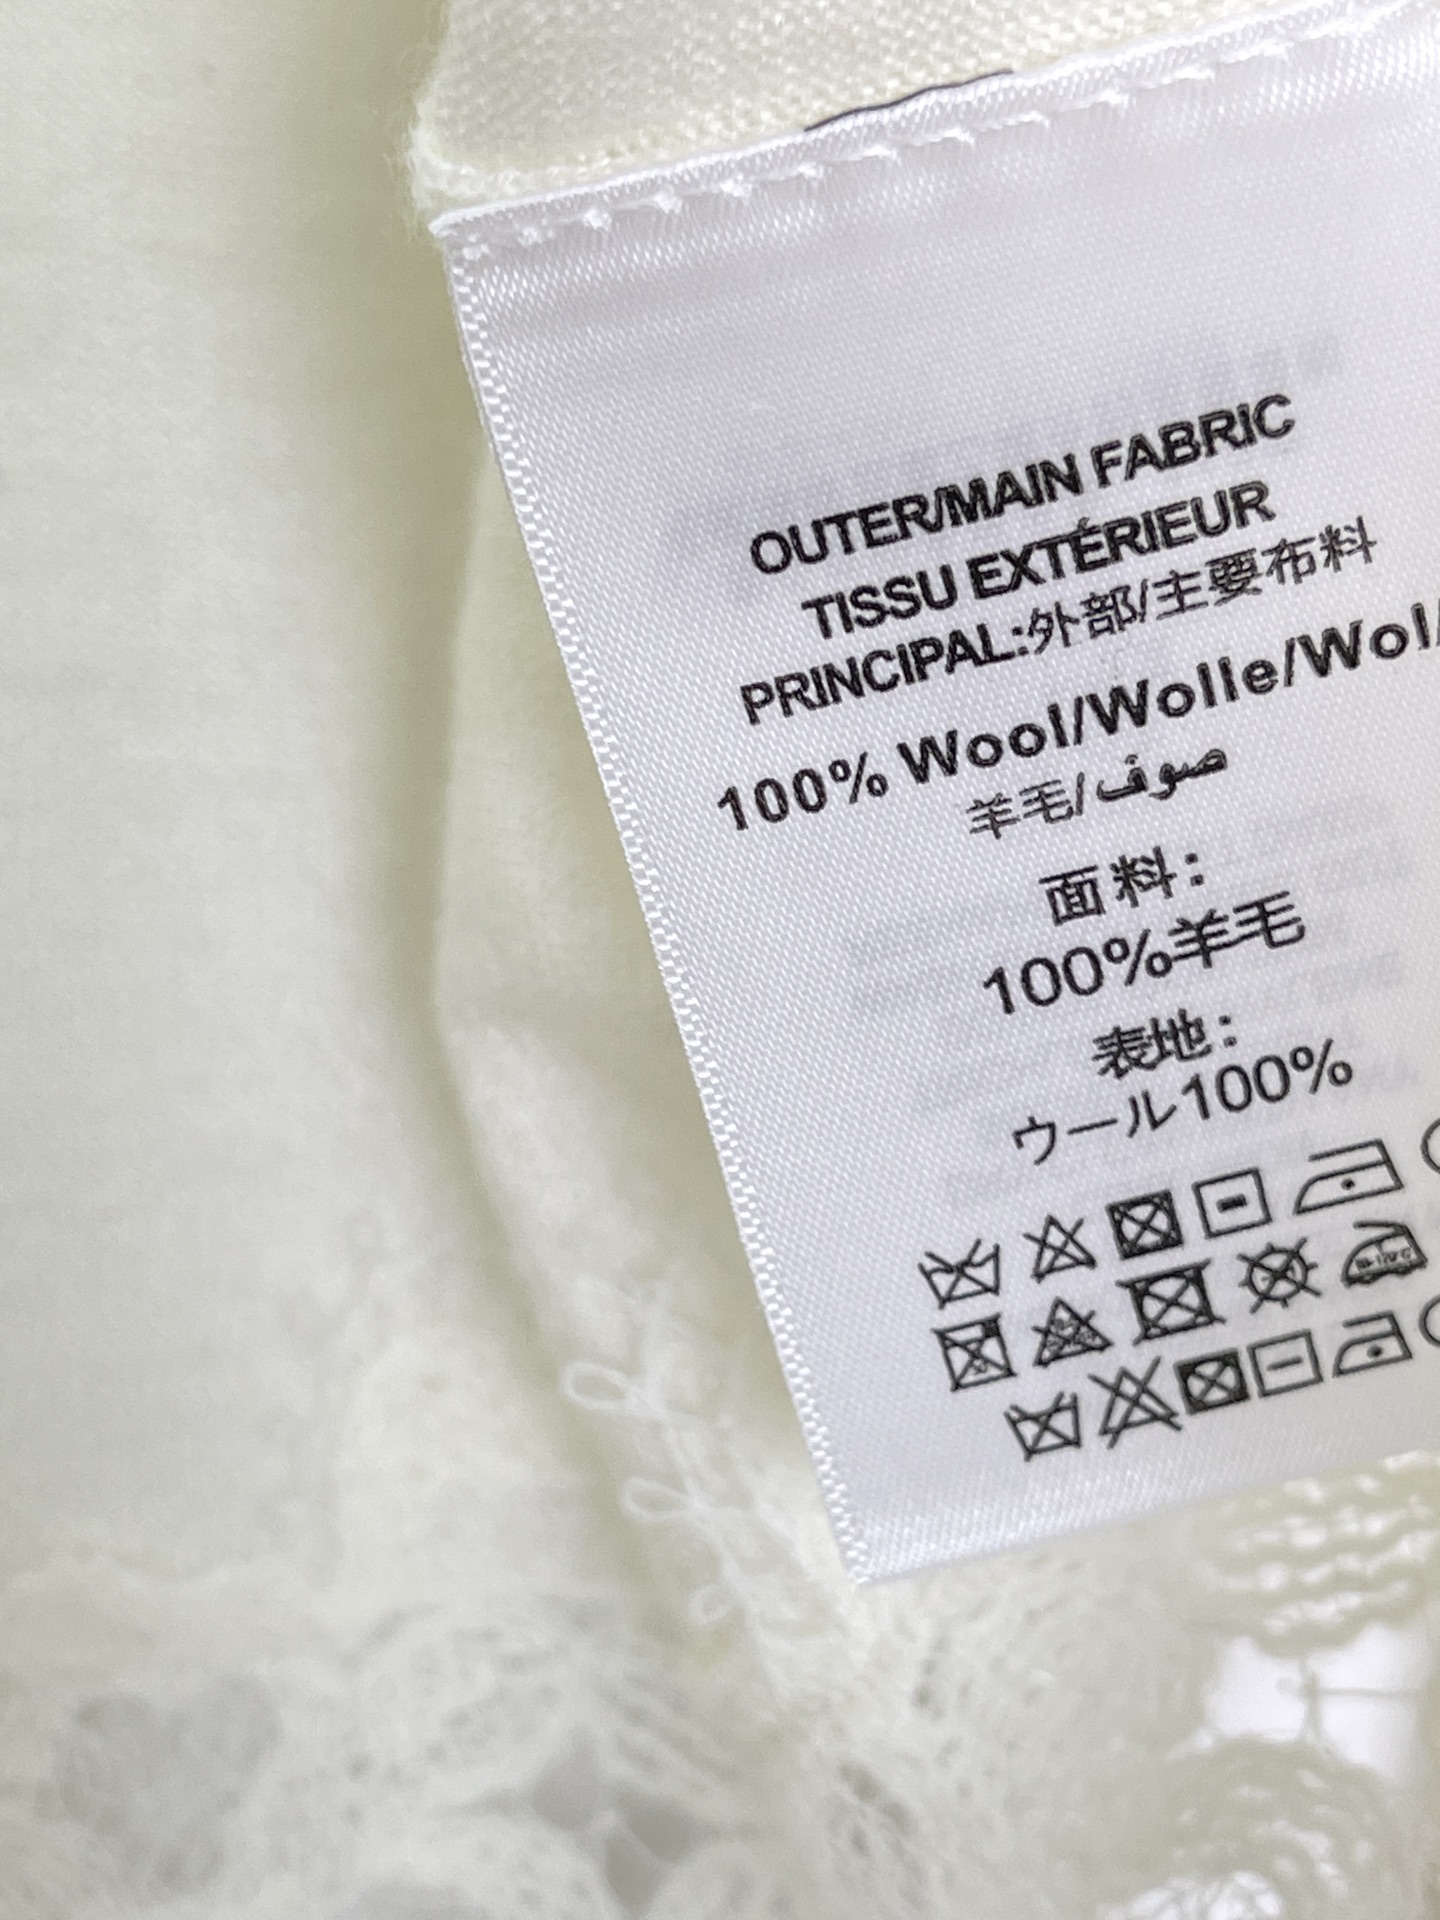 OUTER/MAIN FABRIC
TISSU EXTÉRIEUR
PRINCIPAL:外部/主要布料
100% Wool/Wolle/Wol/
羊毛/صوف
面料:
100%羊毛
表地:
ウール100%